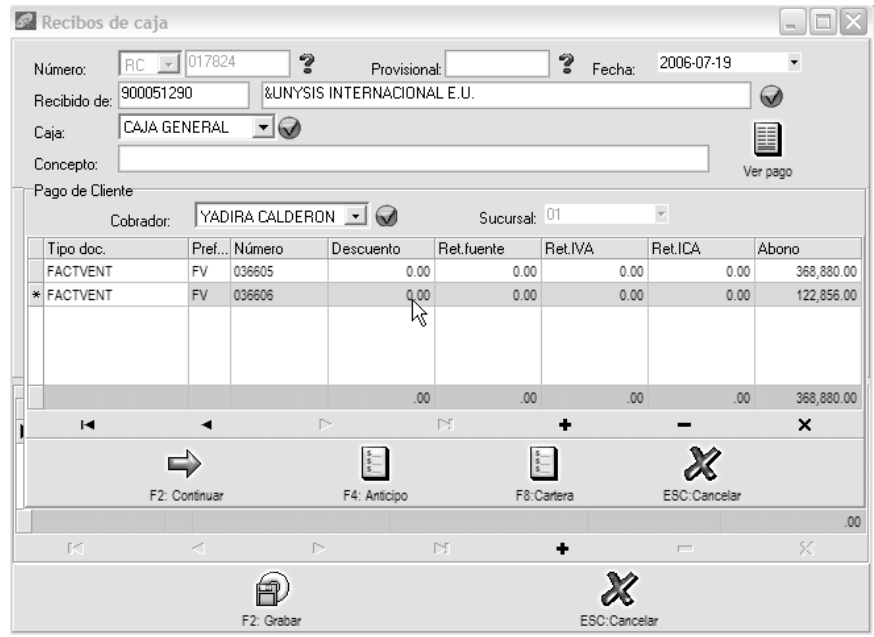 Recibos de caja
Número: RC 017824 ? Provisional: ? Fecha: 2006-07-19
Recibido de: 900051290 &UNYSIS INTERNACIONAL E.U.
Caja: CAJA GENERAL
Concepto:
Ver pago
Pago de Cliente
Cobrador: YADIRA CALDERON Sucursal: 01
Tipo doc. Pref... Número Descuento Ret.fuente Ret.IVA Ret.ICA Abono
FACTVENT FV 036605 0.00 0.00 0.00 0.00 368,880.00
* FACTVENT FV 036606 0.00 0.00 0.00 0.00 122,856.00
.00 .00 .00 .00 368,880.00
F2: Continuar F4: Anticipo F8:Cartera ESC:Cancelar
.00
F2: Grabar ESC:Cancelar